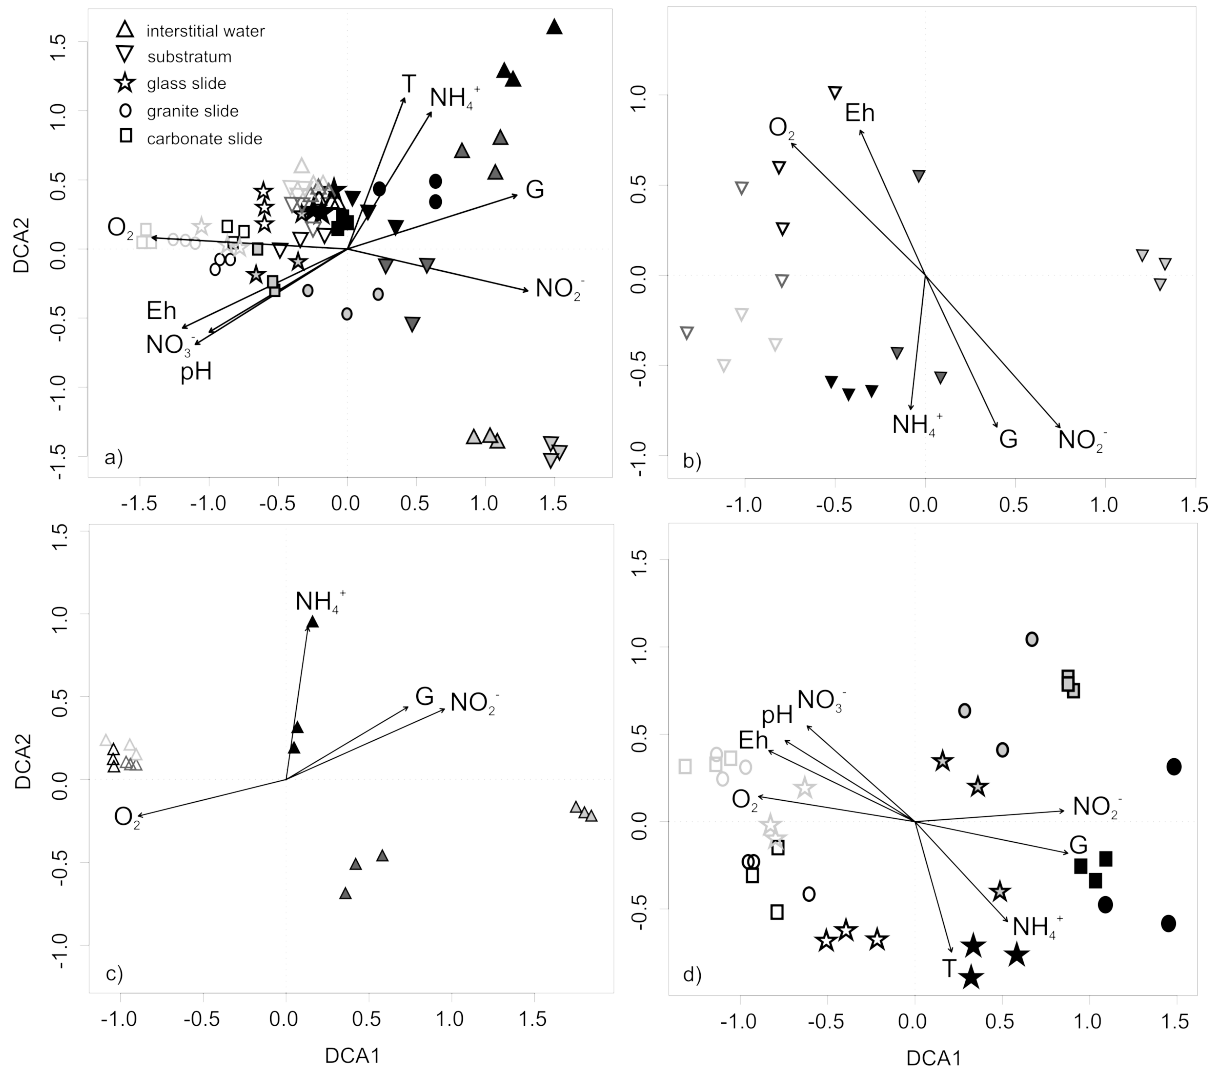 interstitial water
substratum
glass slide
granite slide
carbonate slide
T
NH₄⁺
G
O₂
NO₂⁻
Eh
NO₃⁻
pH
DCA2
1.5
1.0
0.5
0.0
-0.5
-1.0
-1.5
a)
-1.5 -1.0 -0.5 0.0 0.5 1.0 1.5
1.0
0.5
0.0
-0.5
-1.0
O₂
Eh
NH₄⁺
G
NO₂⁻
b)
-1.0 -0.5 0.0 0.5 1.0 1.5
DCA2
1.5
1.0
0.5
0.0
-0.5
-1.0
NH₄⁺
G
NO₂⁻
O₂
c)
-1.0 -0.5 0.0 0.5 1.0 1.5
DCA1
1.5
1.0
0.5
0.0
-0.5
NO₃⁻
pH
Eh
O₂
NO₂⁻
G
NH₄⁺
T
d)
-1.0 -0.5 0.0 0.5 1.0 1.5
DCA1